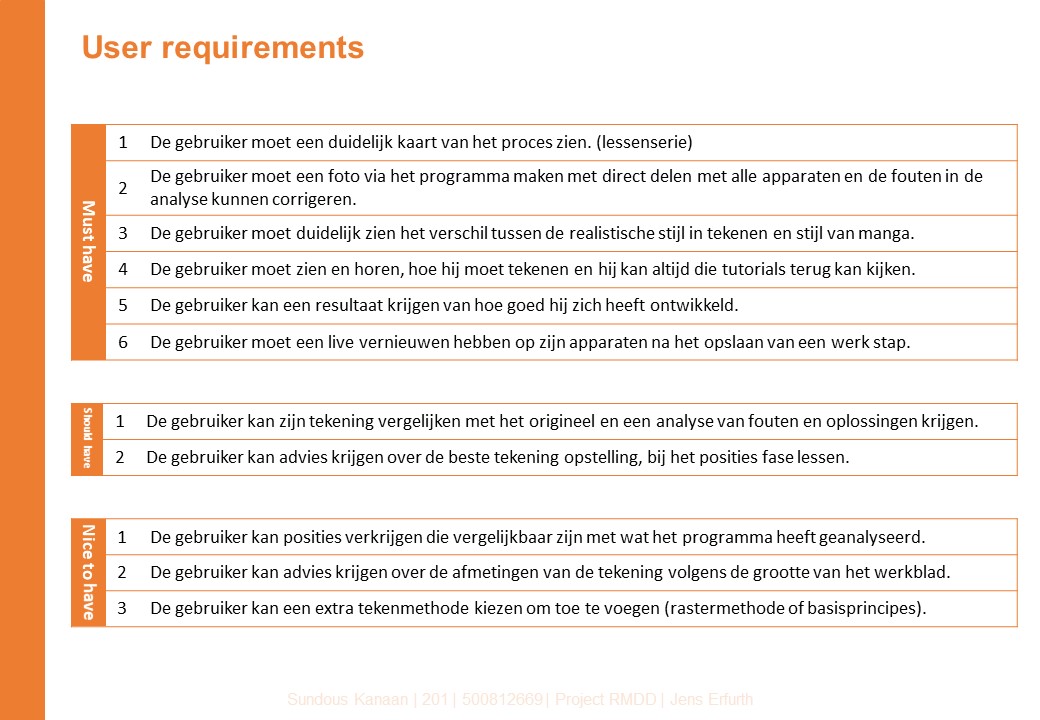 User requirements
Must have
1 De gebruiker moet een duidelijk kaart van het proces zien. (lessenserie)
2 De gebruiker moet een foto via het programma maken met direct delen met alle apparaten en de fouten in de
analyse kunnen corrigeren.
3 De gebruiker moet duidelijk zien het verschil tussen de realistische stijl in tekenen en stijl van manga.
4 De gebruiker moet zien en horen, hoe hij moet tekenen en hij kan altijd die tutorials terug kan kijken.
5 De gebruiker kan een resultaat krijgen van hoe goed hij zich heeft ontwikkeld.
6 De gebruiker moet een live vernieuwen hebben op zijn apparaten na het opslaan van een werk stap.
Should have
1 De gebruiker kan zijn tekening vergelijken met het origineel en een analyse van fouten en oplossingen krijgen.
2 De gebruiker kan advies krijgen over de beste tekening opstelling, bij het posities fase lessen.
Nice to have
1 De gebruiker kan posities verkrijgen die vergelijkbaar zijn met wat het programma heeft geanalyseerd.
2 De gebruiker kan advies krijgen over de afmetingen van de tekening volgens de grootte van het werkblad.
3 De gebruiker kan een extra tekenmethode kiezen om toe te voegen (rastermethode of basisprincipes).
Sundous Kanaan | 201 | 500812669 | Project RMDD | Jens Erfurth